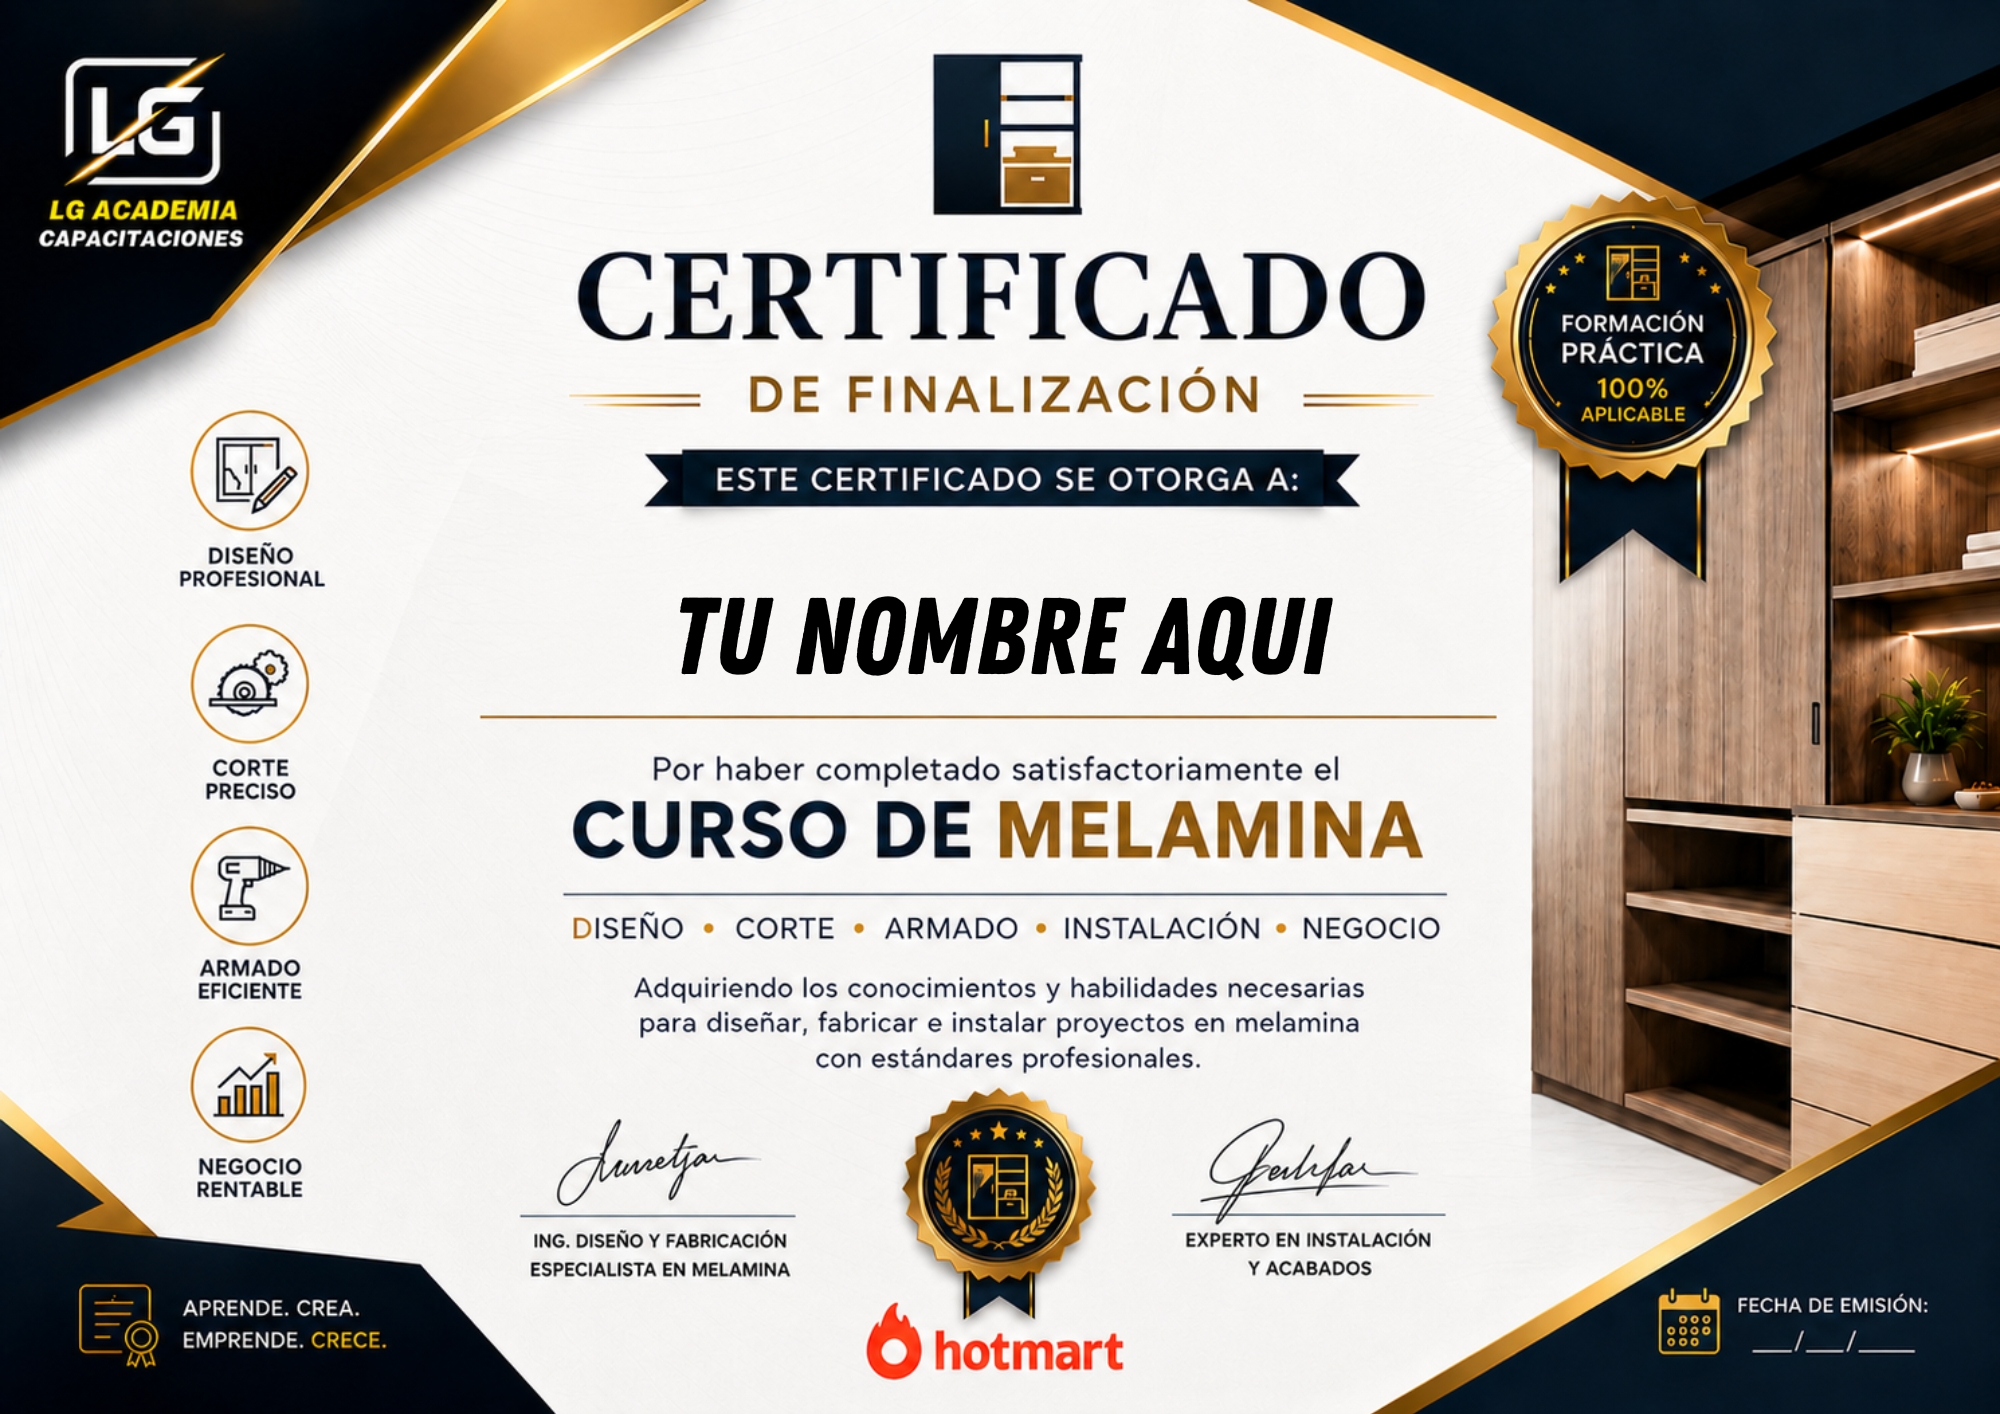 LG
LG ACADEMIA
CAPACITACIONES
CERTIFICADO
DE FINALIZACIÓN
ESTE CERTIFICADO SE OTORGA A:
FORMACIÓN
PRÁCTICA
100%
APLICABLE
TU NOMBRE AQUI
Por haber completado satisfactoriamente el
CURSO DE MELAMINA
DISEÑO • CORTE • ARMADO • INSTALACIÓN • NEGOCIO
Adquiriendo los conocimientos y habilidades necesarias
para diseñar, fabricar e instalar proyectos en melamina
con estándares profesionales.
DISEÑO
PROFESIONAL
CORTE
PRECISO
ARMADO
EFICIENTE
NEGOCIO
RENTABLE
ING. DISEÑO Y FABRICACIÓN
ESPECIALISTA EN MELAMINA
EXPERTO EN INSTALACIÓN
Y ACABADOS
APRENDE. CREA.
EMPRENDE. CRECE.
hotmart
FECHA DE EMISIÓN:
___/___/____